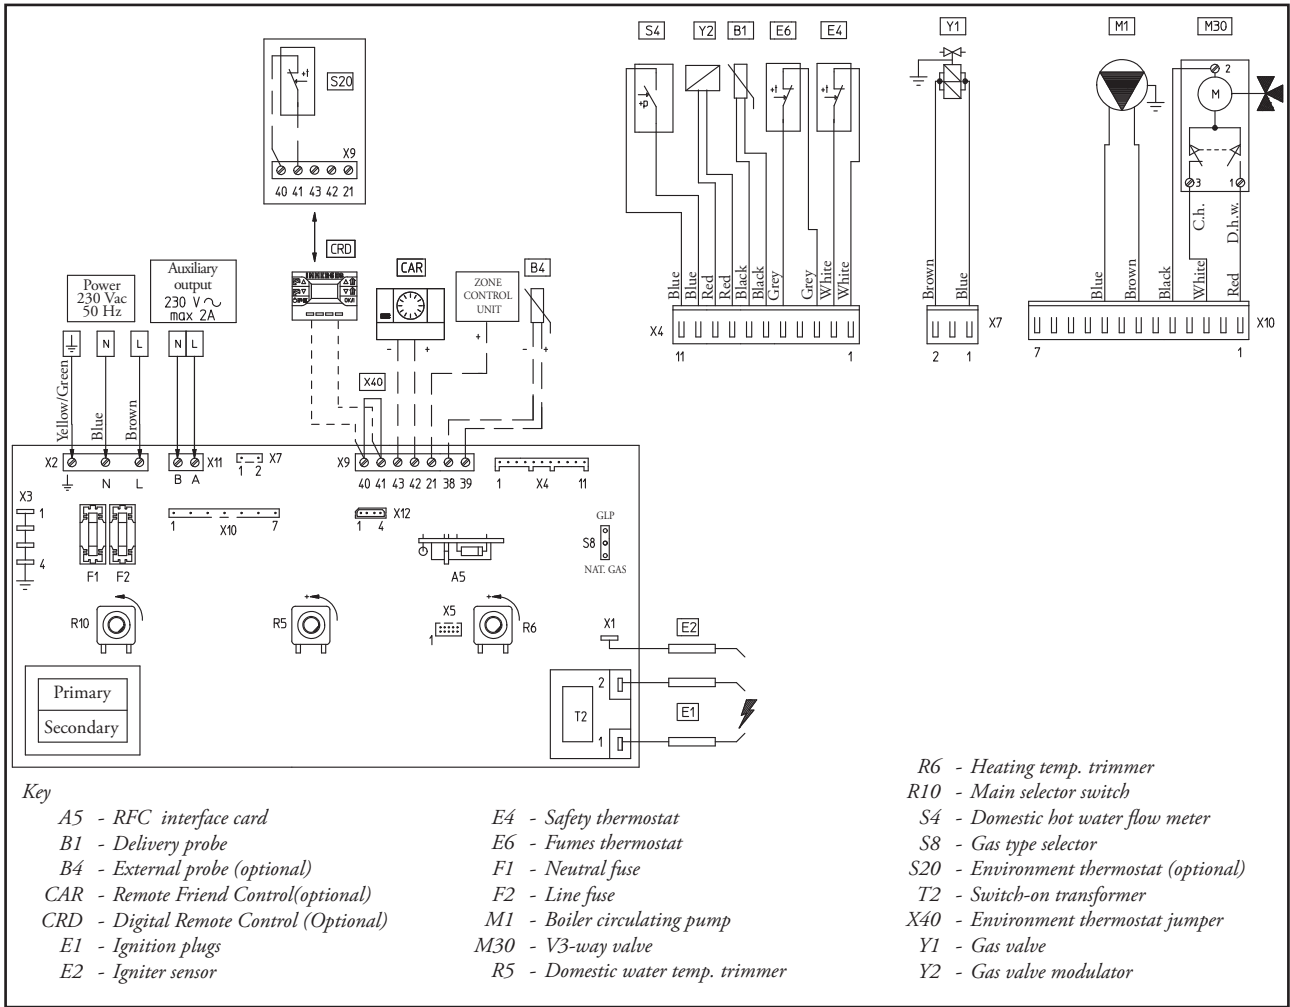 S4 Y2 B1 E6 E4 Y1 M1 M30
S20
+t
X9
40 41 43 42 21
+p
+t
+t
2
M
3
1
C.h.
D.h.w.
CRD
CAR
B4
Power
230 Vac
50 Hz
Auxiliary
output
230 V
max 2A
IMMERGAS
ZONE
CONTROL
UNIT
N
L
N L
- +
+
- +
X40
Yellow/Green
Blue
Brown
Blue
Blue
Red
Red
Black
Black
Grey
Grey
White
White
X4
11
1
Brown
Blue
X7
2 1
Blue
Brown
Black
White
Red
X10
7
1
X2
N L
X11
B A
X7
1 2
X9
40 41 43 42 21 38 39
1 X4 11
X3
1
4
F1 F2
1 X10 7
X12
1 4
A5
GLP
S8
NAT. GAS
R10
R5
+
X5
1
+
R6
X1
E2
E1
2
T2
1
Primary
Secondary
Key
A5 - RFC interface card
B1 - Delivery probe
B4 - External probe (optional)
CAR - Remote Friend Control(optional)
CRD - Digital Remote Control (Optional)
E1 - Ignition plugs
E2 - Igniter sensor
E4 - Safety thermostat
E6 - Fumes thermostat
F1 - Neutral fuse
F2 - Line fuse
M1 - Boiler circulating pump
M30 - V3-way valve
R5 - Domestic water temp. trimmer
R6 - Heating temp. trimmer
R10 - Main selector switch
S4 - Domestic hot water flow meter
S8 - Gas type selector
S20 - Environment thermostat (optional)
T2 - Switch-on transformer
X40 - Environment thermostat jumper
Y1 - Gas valve
Y2 - Gas valve modulator